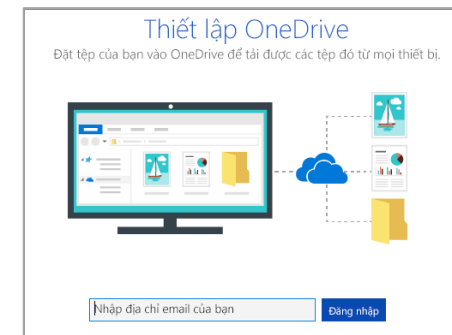 Thiết lập OneDrive
Đặt tệp của bạn vào OneDrive để tải được các tệp đó từ mọi thiết bị.
Nhập địa chỉ email của bạn
Đăng nhập